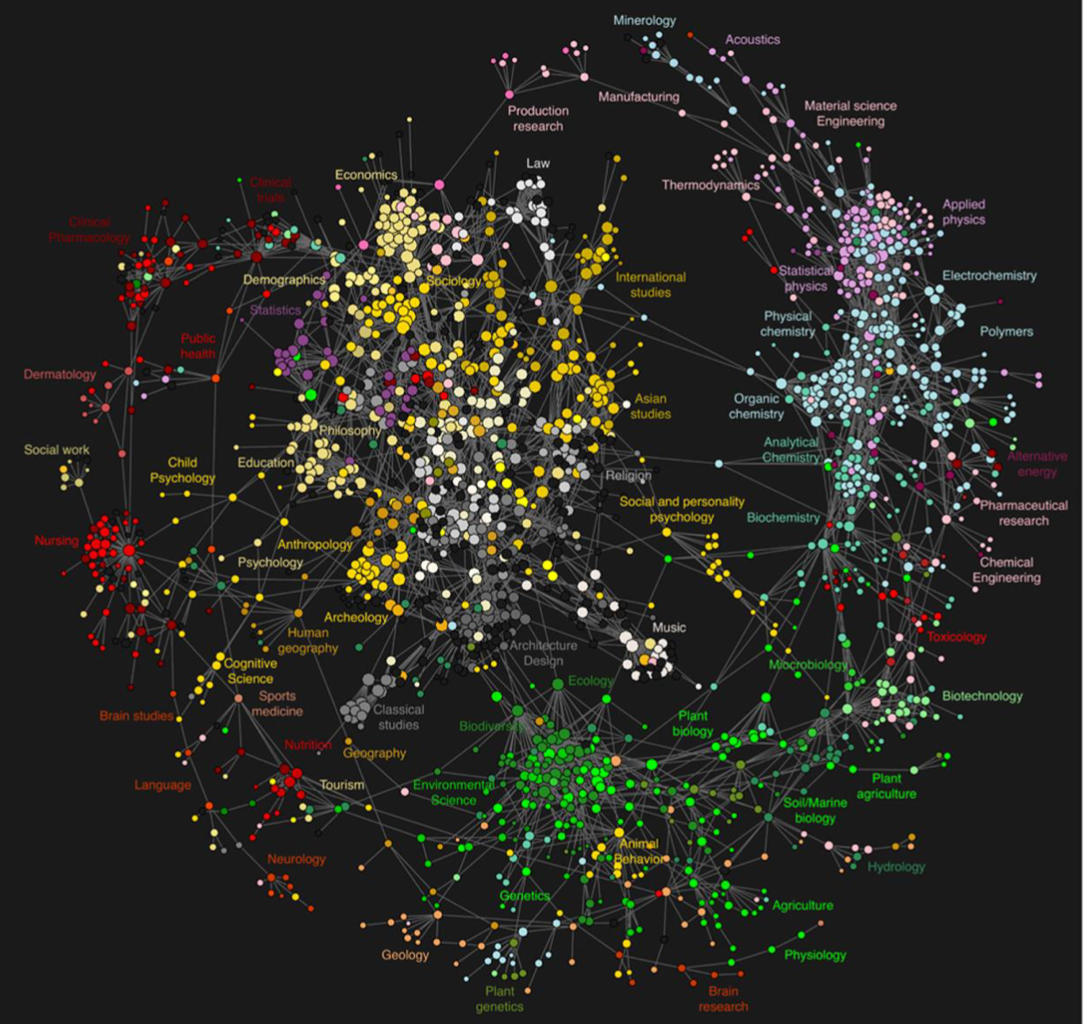 Minerology
Acoustics
Manufacturing
Production
research
Material science
Engineering
Law
Economics
Thermodynamics
Clinical
trials
Clinical
Pharmacology
Applied
physics
Demographics
Sociology
International
studies
Statistical
physics
Electrochemistry
Statistics
Physical
chemistry
Polymers
Public
health
Dermatology
Organic
chemistry
Asian
studies
Philosophy
Analytical
Chemistry
Social work
Child
Psychology
Education
Religion
Alternative
energy
Social and personality
psychology
Pharmaceutical
research
Biochemistry
Nursing
Anthropology
Psychology
Chemical
Engineering
Archeology
Human
geography
Music
Toxicology
Architecture
Design
Cognitive
Science
Microbiology
Ecology
Sports
medicine
Biotechnology
Brain studies
Classical
studies
Biodiversity
Plant
biology
Nutrition
Geography
Language
Tourism
Environmental
Science
Plant
agriculture
Soil/Marine
biology
Animal
Behavior
Neurology
Hydrology
Genetics
Agriculture
Geology
Physiology
Plant
genetics
Brain
research